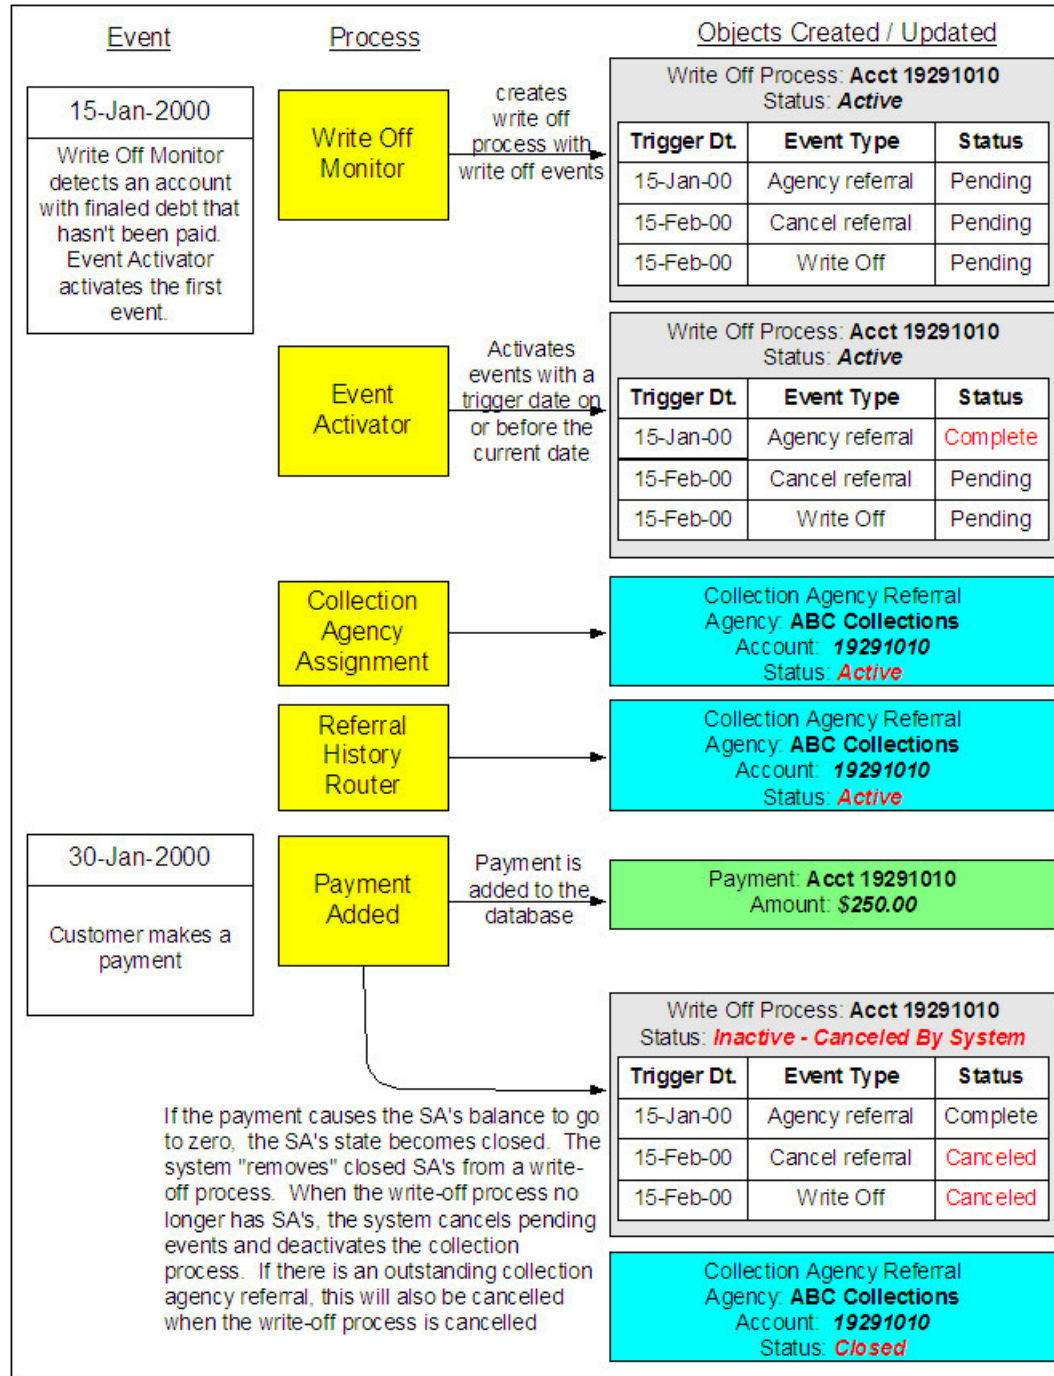 Event
Process
Objects Created / Updated
15-Jan-2000
Write Off Monitor
detects an account
with finaled debt that
hasn't been paid.
Event Activator
activates the first
event.
Write Off
Monitor
creates
write off
process with
write off events
Write Off Process: Acct 19291010
Status: Active
Trigger Dt. Event Type Status
15-Jan-00 Agency referral Pending
15-Feb-00 Cancel referral Pending
15-Feb-00 Write Off Pending
Event
Activator
Activates
events with a
trigger date on
or before the
current date
Write Off Process: Acct 19291010
Status: Active
Trigger Dt. Event Type Status
15-Jan-00 Agency referral Complete
15-Feb-00 Cancel referral Pending
15-Feb-00 Write Off Pending
Collection
Agency
Assignment
Collection Agency Referral
Agency: ABC Collections
Account: 19291010
Status: Active
Referral
History
Router
Collection Agency Referral
Agency: ABC Collections
Account: 19291010
Status: Active
30-Jan-2000
Customer makes a
payment
Payment
Added
Payment is
added to the
database
Payment: Acct 19291010
Amount: $250.00
Write Off Process: Acct 19291010
Status: Inactive - Canceled By System
Trigger Dt. Event Type Status
15-Jan-00 Agency referral Complete
15-Feb-00 Cancel referral Canceled
15-Feb-00 Write Off Canceled
If the payment causes the SA's balance to go
to zero, the SA's state becomes closed. The
system "removes" closed SA's from a write-
off process. When the write-off process no
longer has SA's, the system cancels pending
events and deactivates the collection
process. If there is an outstanding collection
agency referral, this will also be cancelled
when the write-off process is cancelled
Collection Agency Referral
Agency: ABC Collections
Account: 19291010
Status: Closed